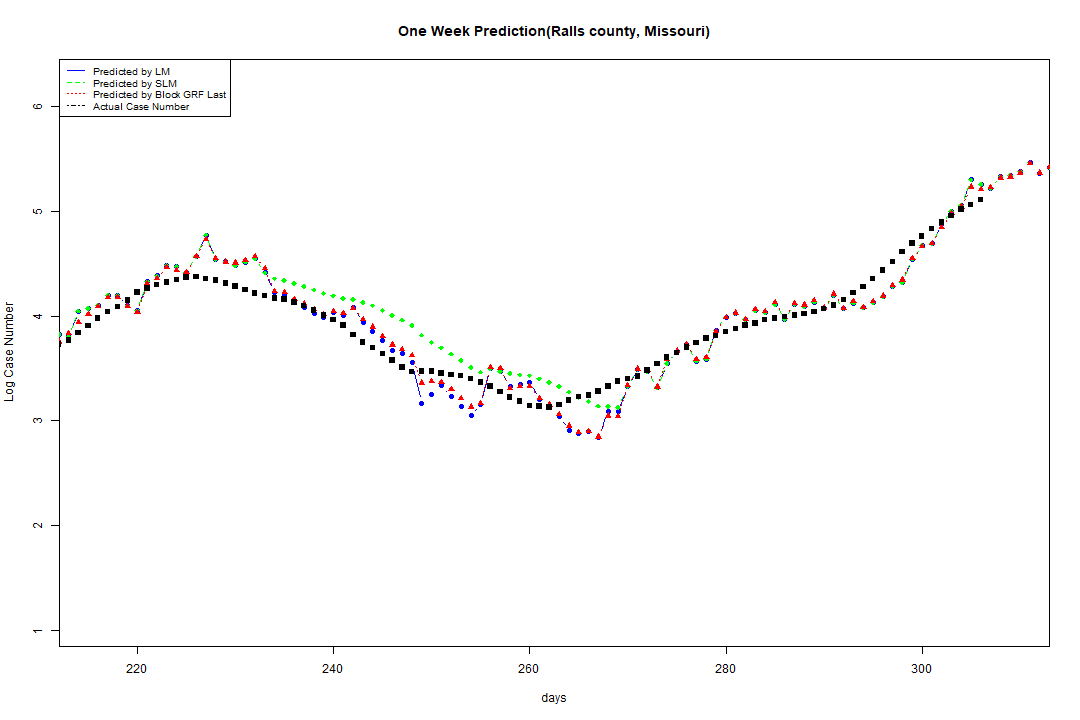 One Week Prediction(Ralls county, Missouri)
Predicted by LM
Predicted by SLM
Predicted by Block GRF Last
Actual Case Number
6
5
4
3
2
1
Log Case Number
220 240 260 280 300
days